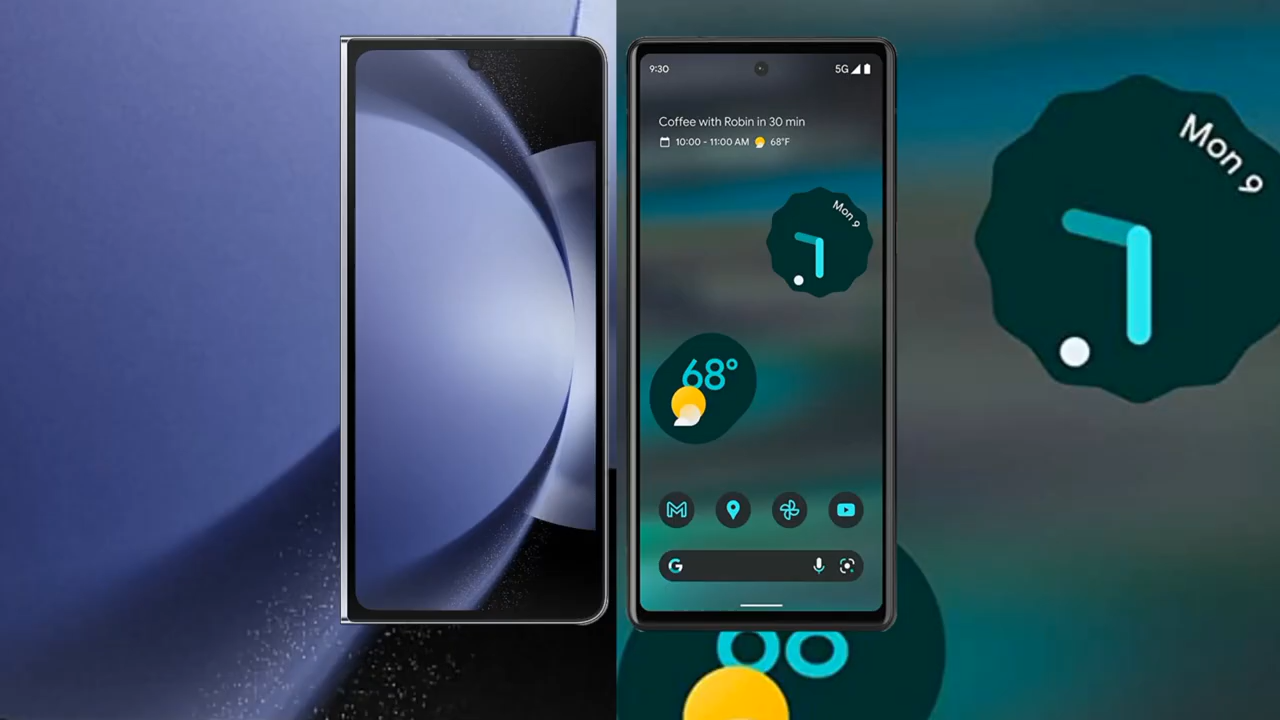 9:30
5G
Coffee with Robin in 30 min
10:00 - 11:00 AM 68°F
Mon 9
68°
G
Mon 9
68